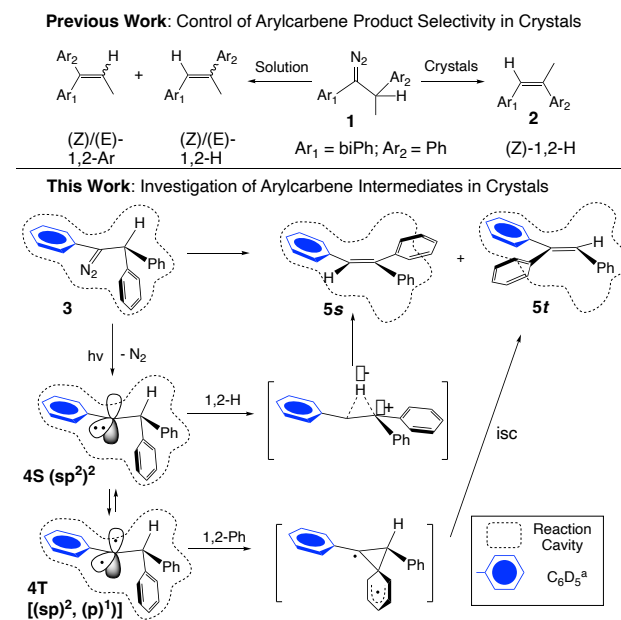 Previous Work: Control of Arylcarbene Product Selectivity in Crystals
Ar2 H H Ar2 N2 H
+ Solution Ar2 Crystals
Ar1 Ar1 Ar1 H Ar1 Ar2
1 2
(Z)/(E)- (Z)/(E)- Ar1 = biPh; Ar2 = Ph (Z)-1,2-H
1,2-Ar 1,2-H
This Work: Investigation of Arylcarbene Intermediates in Crystals
H
N2 Ph H Ph + H Ph
3 5s 5t
hv - N2
H 1,2-H H □- □+
Ph Ph
isc
4S (sp2)2
H 1,2-Ph H
Ph Ph
4T
[(sp)2, (p)1)]
Reaction
Cavity
C6D5a